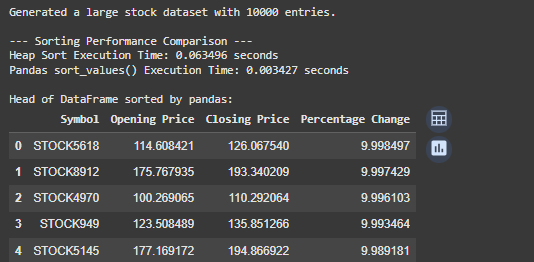 Generated a large stock dataset with 10000 entries.
--- Sorting Performance Comparison ---
Heap Sort Execution Time: 0.063496 seconds
Pandas sort_values() Execution Time: 0.003427 seconds
Head of DataFrame sorted by pandas:
Symbol Opening Price Closing Price Percentage Change
0 STOCK5618 114.608421 126.067540 9.998497
1 STOCK8912 175.767935 193.340209 9.997429
2 STOCK4970 100.269065 110.292064 9.996103
3 STOCK949 123.508489 135.851266 9.993464
4 STOCK5145 177.169172 194.866922 9.989181